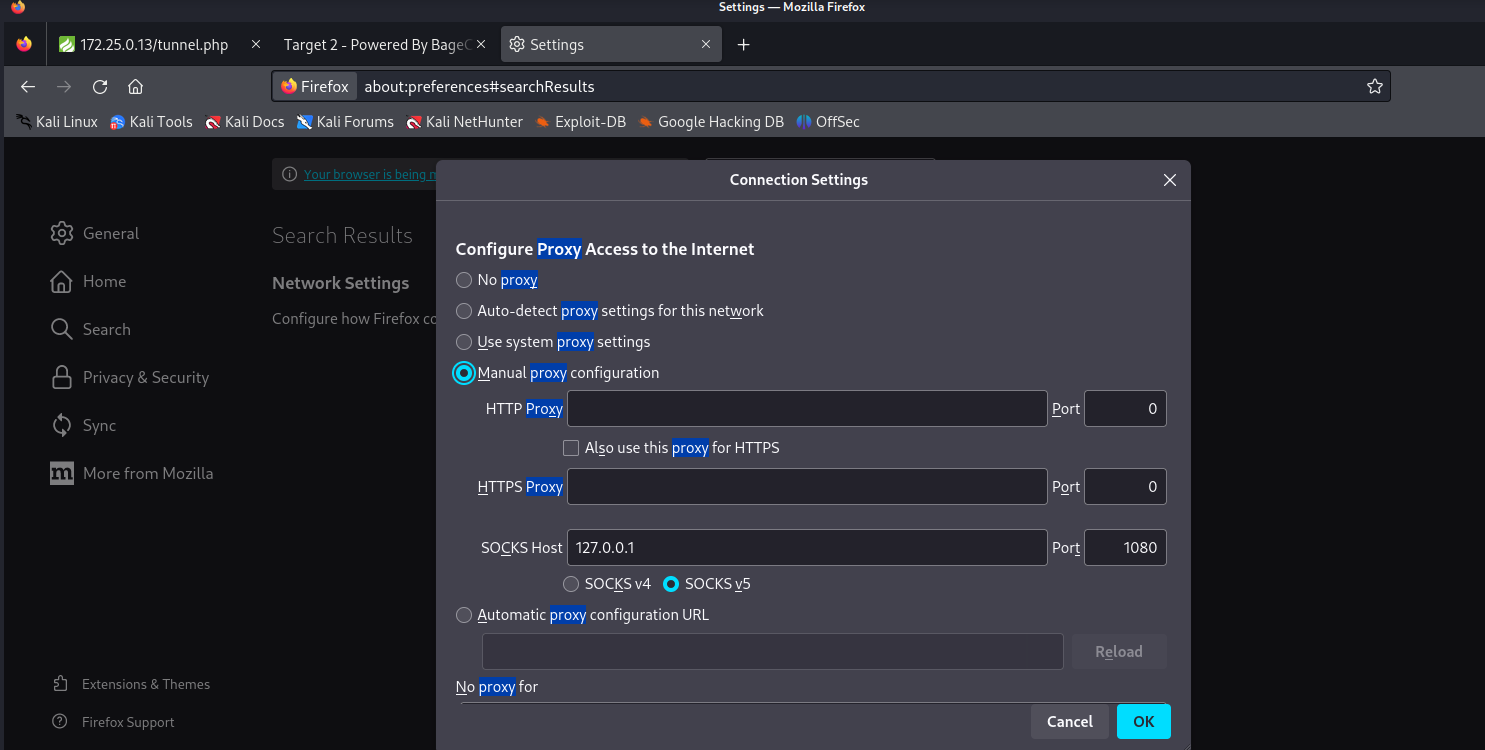 Settings — Mozilla Firefox
172.25.0.13/tunnel.php
Target 2 - Powered By BageC
Settings
Firefox about:preferences#searchResults
Kali Linux Kali Tools Kali Docs Kali Forums Kali NetHunter Exploit-DB Google Hacking DB OffSec
Your browser is being m
Connection Settings
General
Home
Search
Privacy & Security
Sync
More from Mozilla
Extensions & Themes
Firefox Support
Search Results
Network Settings
Configure how Firefox co
Configure Proxy Access to the Internet
No proxy
Auto-detect proxy settings for this network
Use system proxy settings
Manual proxy configuration
HTTP Proxy Port 0
Also use this proxy for HTTPS
HTTPS Proxy Port 0
SOCKS Host 127.0.0.1 Port 1080
SOCKS v4 SOCKS v5
Automatic proxy configuration URL
Reload
No proxy for
Cancel OK